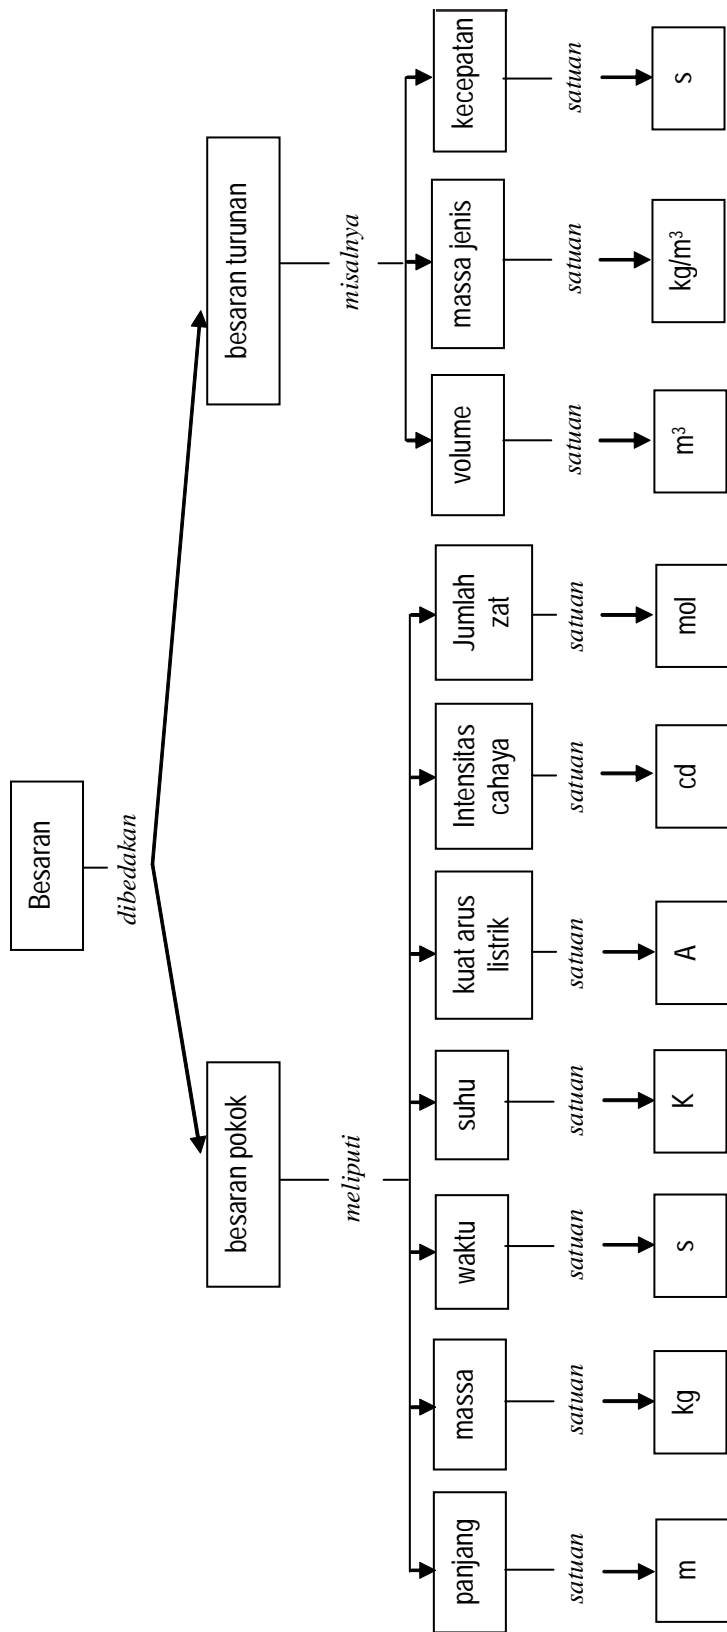 Besaran
dibedakan
besaran pokok
besaran turunan
meliputi
misalnya
panjang
massa
waktu
suhu
kuat arus
listrik
Intensitas
cahaya
Jumlah
zat
volume
massa jenis
kecepatan
satuan
satuan
satuan
satuan
satuan
satuan
satuan
satuan
satuan
satuan
m
kg
s
K
A
cd
mol
m³
kg/m³
s